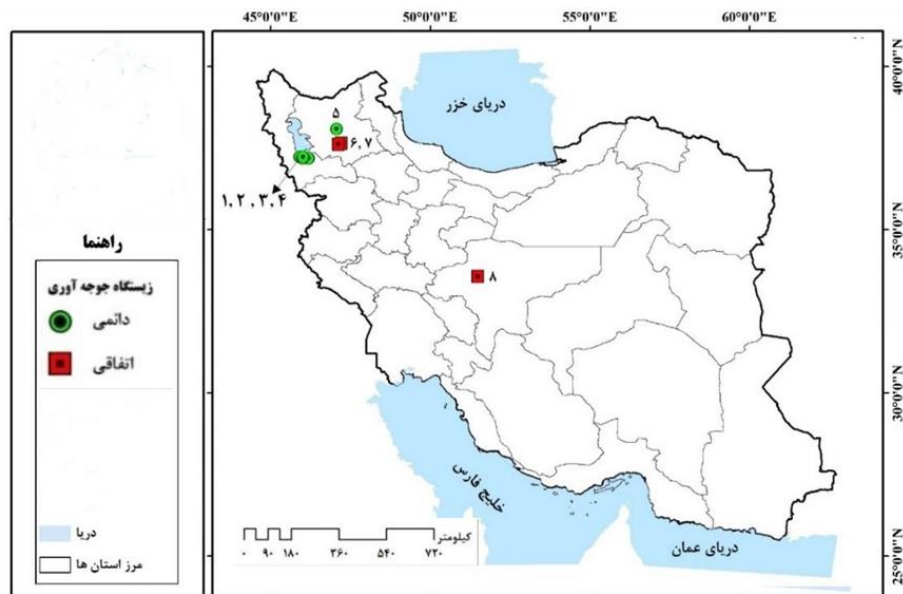 45°0'0"E
50°0'0"E
55°0'0"E
60°0'0"E
40°0'0"N
35°0'0"N
30°0'0"N
25°0'0"N
دریای خزر
۵
۶,۷
۱,۲,۳,۴
۸
خلیج فارس
دریای عمان
کیلومتر
۰ ۹۰ ۱۸۰ ۳۶۰ ۵۴۰ ۷۲۰
راهنما
زیستگاه جوجه آوری
دائمی
اتفاقی
دریا
مرز استان ها